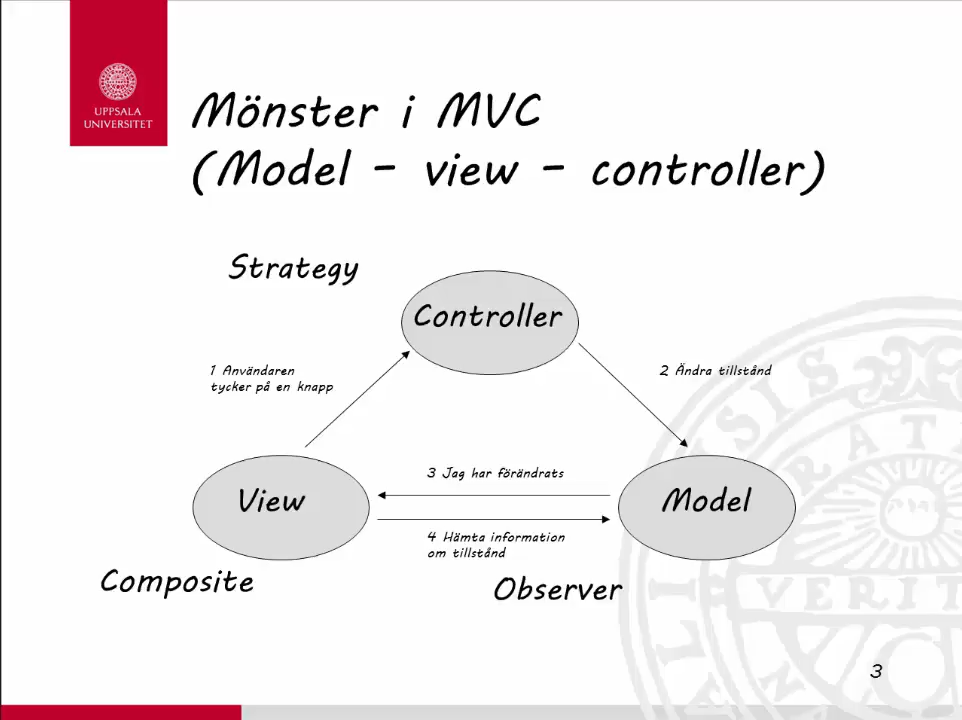 UPPSALA
UNIVERSITET
Mönster i MVC
(Model - view - controller)
Strategy
Controller
1 Användaren
tycker på en knapp
2 Ändra tillstånd
3 Jag har förändrats
View
Model
4 Hämta information
om tillstånd
Composite
Observer
3